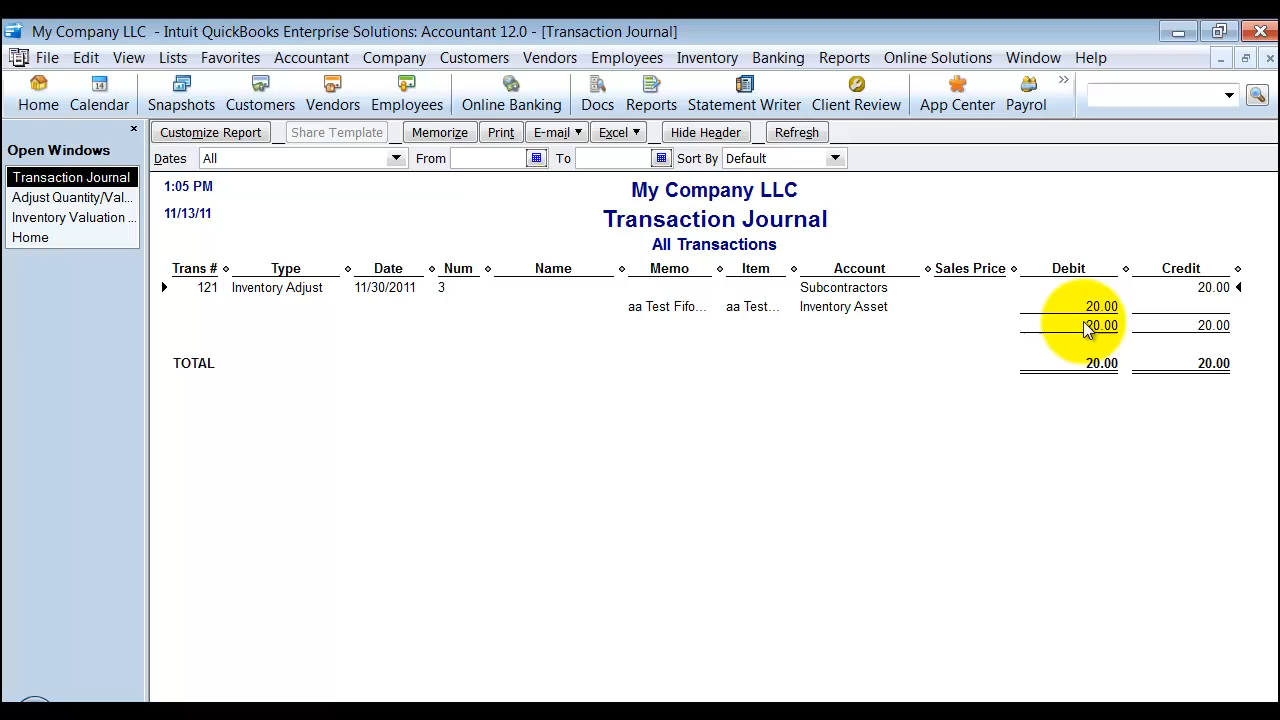 My Company LLC - Intuit QuickBooks Enterprise Solutions: Accountant 12.0 - [Transaction Journal]
File Edit View Lists Favorites Accountant Company Customers Vendors Employees Inventory Banking Reports Online Solutions Window Help
Home Calendar Snapshots Customers Vendors Employees Online Banking Docs Reports Statement Writer Client Review App Center Payrol
Open Windows
Transaction Journal
Adjust Quantity/Val...
Inventory Valuation ...
Home
Customize Report Share Template Memorize Print E-mail Excel Hide Header Refresh
Dates All From To Sort By Default
1:05 PM
11/13/11
My Company LLC
Transaction Journal
All Transactions
Trans # Type Date Num Name Memo Item Account Sales Price Debit Credit
121 Inventory Adjust 11/30/2011 3 Subcontractors 20.00
aa Test Fifo... aa Test... Inventory Asset 20.00
20.00 20.00
TOTAL 20.00 20.00